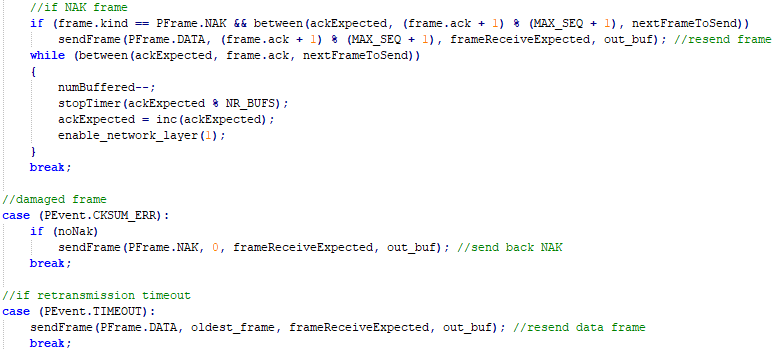 //if NAK frame
if (frame.kind == PFrame.NAK && between(ackExpected, (frame.ack + 1) % (MAX_SEQ + 1), nextFrameToSend))
sendFrame(PFrame.DATA, (frame.ack + 1) % (MAX_SEQ + 1), frameReceiveExpected, out_buf); //resend frame
while (between(ackExpected, frame.ack, nextFrameToSend))
{
numBuffered--;
stopTimer(ackExpected % NR_BUFS);
ackExpected = inc(ackExpected);
enable_network_layer(1);
}
break;
//damaged frame
case (PEvent.CKSUM_ERR):
if (noNak)
sendFrame(PFrame.NAK, 0, frameReceiveExpected, out_buf); //send back NAK
break;
//if retransmission timeout
case (PEvent.TIMEOUT):
sendFrame(PFrame.DATA, oldest_frame, frameReceiveExpected, out_buf); //resend data frame
break;